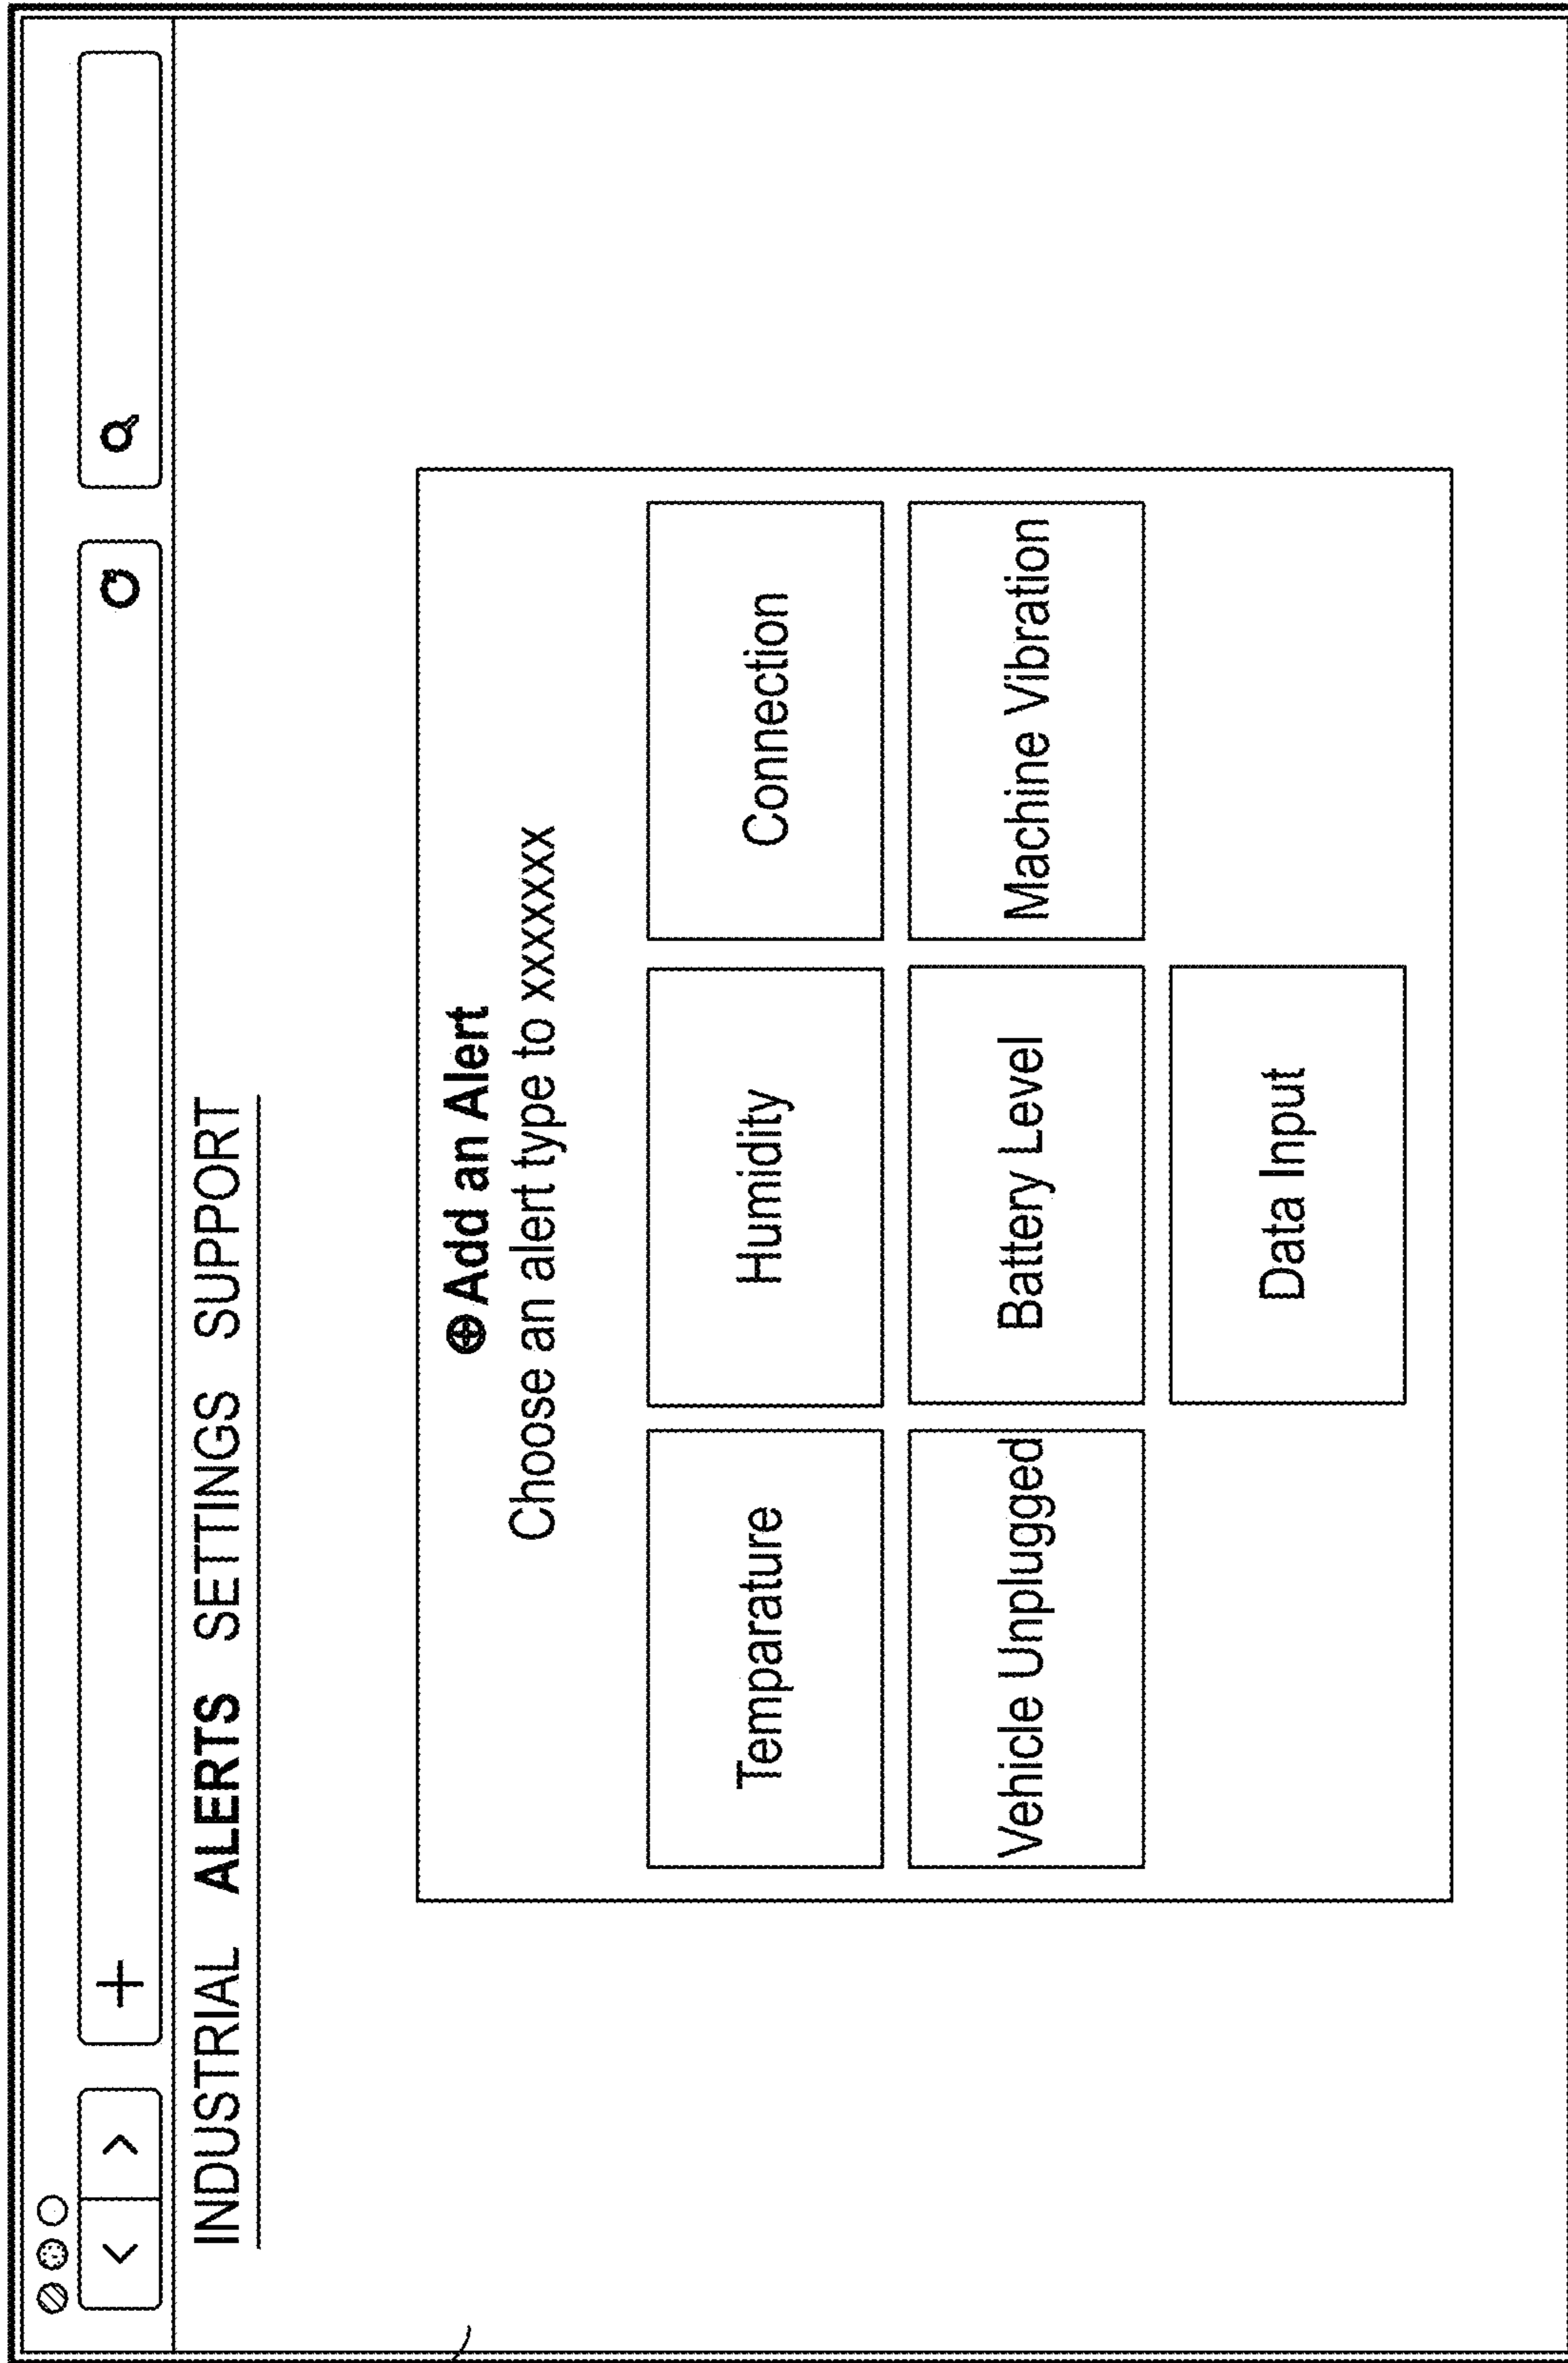 INDUSTRIAL ALERTS SETTINGS SUPPORT
Add an Alert
Choose an alert type to xxxxxxx
Temparature
Humidity
Connection
Vehicle Unplugged
Battery Level
Machine Vibration
Data Input